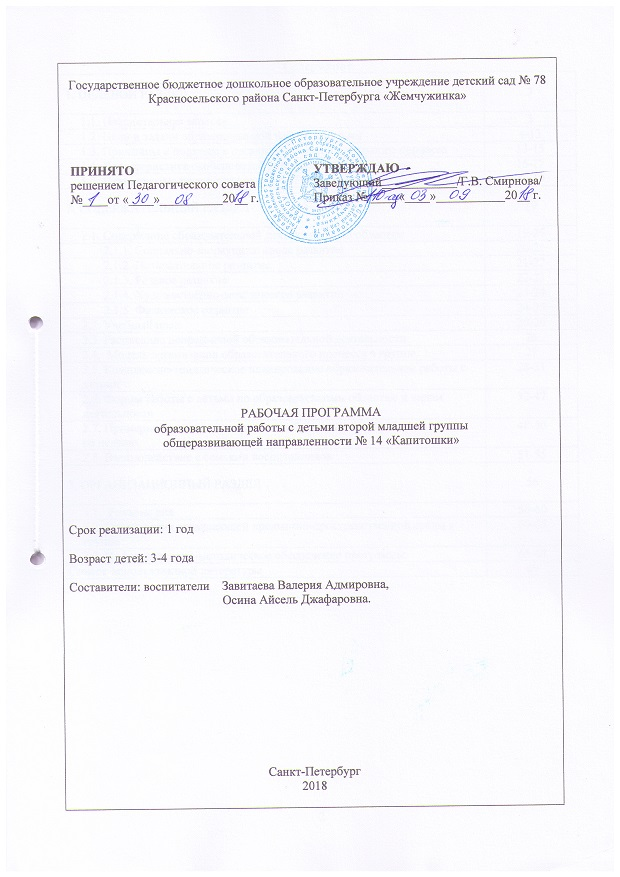 Государственное бюджетное дошкольное образовательное учреждение детский сад № 78
Красносельского района Санкт-Петербурга «Жемчужинка»
ПРИНЯТО
решением Педагогического совета
№ 1 от « 30 » 08 2018 г.
УТВЕРЖДАЮ
Заведующий /Г.В. Смирнова/
Приказ № « 03 » 09 2018 г.
РАБОЧАЯ ПРОГРАММА
образовательной работы с детьми второй младшей группы
общеразвивающей направленности № 14 «Капитошки»
Срок реализации: 1 год
Возраст детей: 3-4 года
Составители: воспитатели Завитаева Валерия Адмировна,
Осина Айсель Джафаровна.
Санкт-Петербург
2018